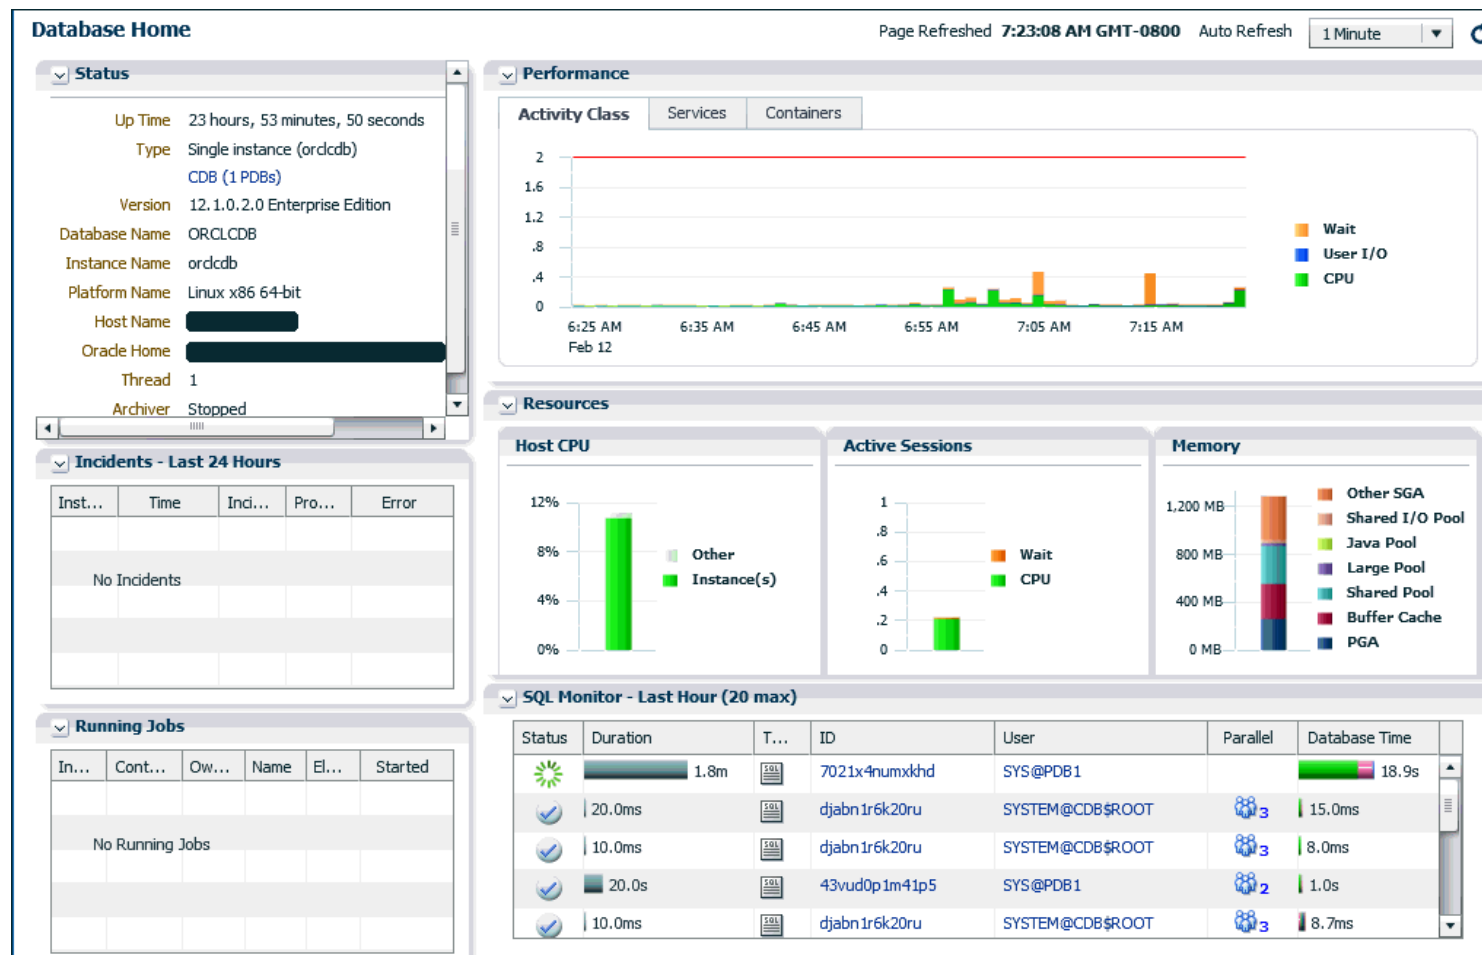 Database Home
Page Refreshed 7:23:08 AM GMT-0800 Auto Refresh 1 Minute
Status
Up Time 23 hours, 53 minutes, 50 seconds
Type Single instance (orclcdb)
CDB (1 PDBs)
Version 12.1.0.2.0 Enterprise Edition
Database Name ORCLCDB
Instance Name orclcdb
Platform Name Linux x86 64-bit
Host Name
Oracle Home
Thread 1
Archiver Stopped
Incidents - Last 24 Hours
Inst... Time Inci... Pro... Error
No Incidents
Running Jobs
In... Cont... Ow... Name El... Started
No Running Jobs
Performance
Activity Class Services Containers
2
1.6
1.2
.8
.4
0
6:25 AM 6:35 AM 6:45 AM 6:55 AM 7:05 AM 7:15 AM
Feb 12
Wait
User I/O
CPU
Resources
Host CPU
12%
8%
4%
0%
Other
Instance(s)
Active Sessions
1
.8
.6
.4
.2
0
Wait
CPU
Memory
1,200 MB
800 MB
400 MB
0 MB
Other SGA
Shared I/O Pool
Java Pool
Large Pool
Shared Pool
Buffer Cache
PGA
SQL Monitor - Last Hour (20 max)
Status Duration T... ID User Parallel Database Time
1.8m SQL 7021x4numxkhd SYS@PDB1 18.9s
20.0ms SQL djabn1r6k20ru SYSTEM@CDB$ROOT 3 15.0ms
10.0ms SQL djabn1r6k20ru SYSTEM@CDB$ROOT 3 8.0ms
20.0s SQL 43vud0p1m41p5 SYS@PDB1 2 1.0s
10.0ms SQL djabn1r6k20ru SYSTEM@CDB$ROOT 3 8.7ms